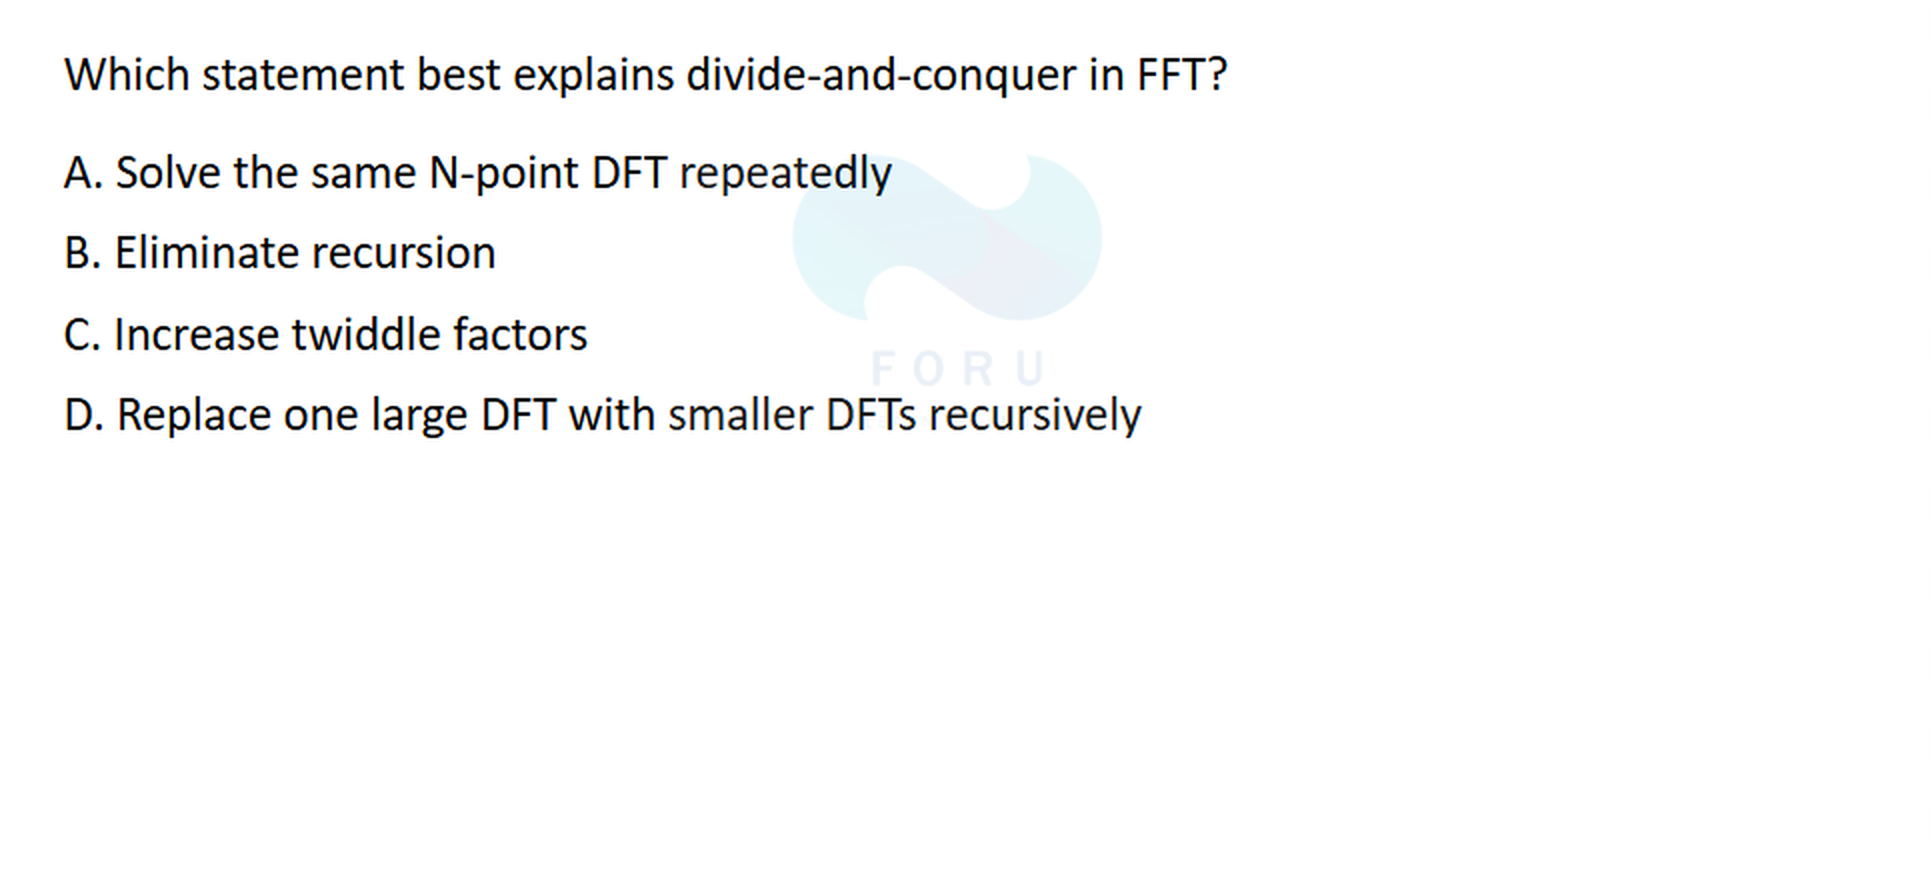 Which statement best explains divide-and-conquer in FFT?
A. Solve the same N-point DFT repeatedly
B. Eliminate recursion
C. Increase twiddle factors
FORU
D. Replace one large DFT with smaller DFTs recursively